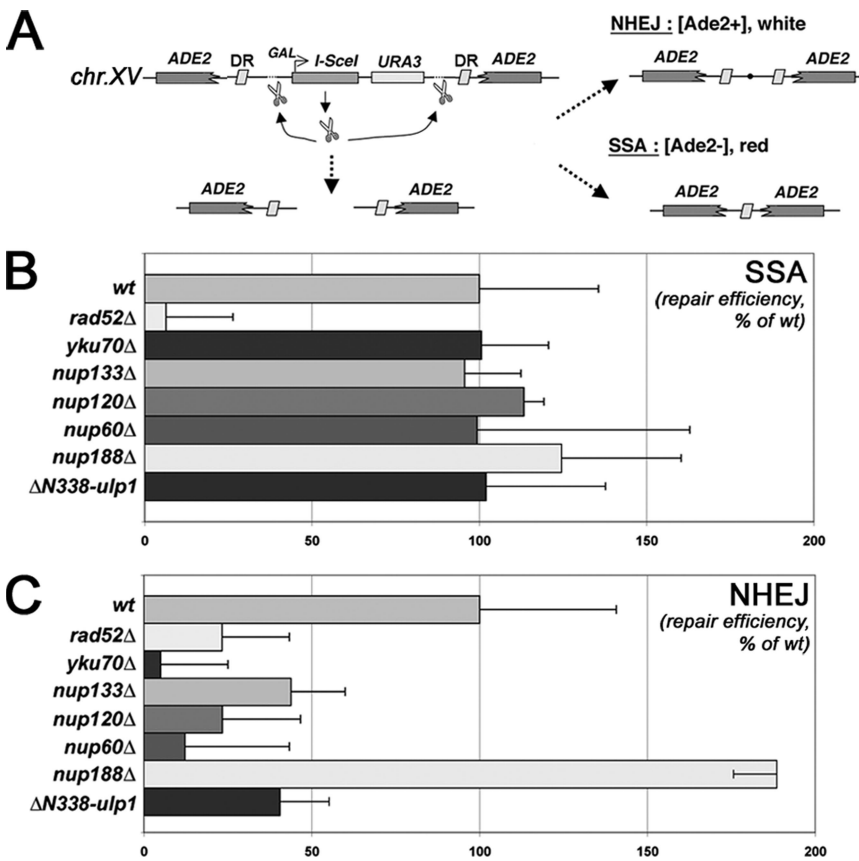 A
chr.XV
ADE2
DR
GAL
I-SceI
URA3
DR
ADE2
ADE2
ADE2
NHEJ : [Ade2+], white
ADE2
ADE2
SSA : [Ade2-], red
ADE2
ADE2
B
SSA
(repair efficiency,
% of wt)
wt
rad52Δ
yku70Δ
nup133Δ
nup120Δ
nup60Δ
nup188Δ
ΔN338-ulp1
0
50
100
150
200
C
NHEJ
(repair efficiency,
% of wt)
wt
rad52Δ
yku70Δ
nup133Δ
nup120Δ
nup60Δ
nup188Δ
ΔN338-ulp1
0
50
100
150
200